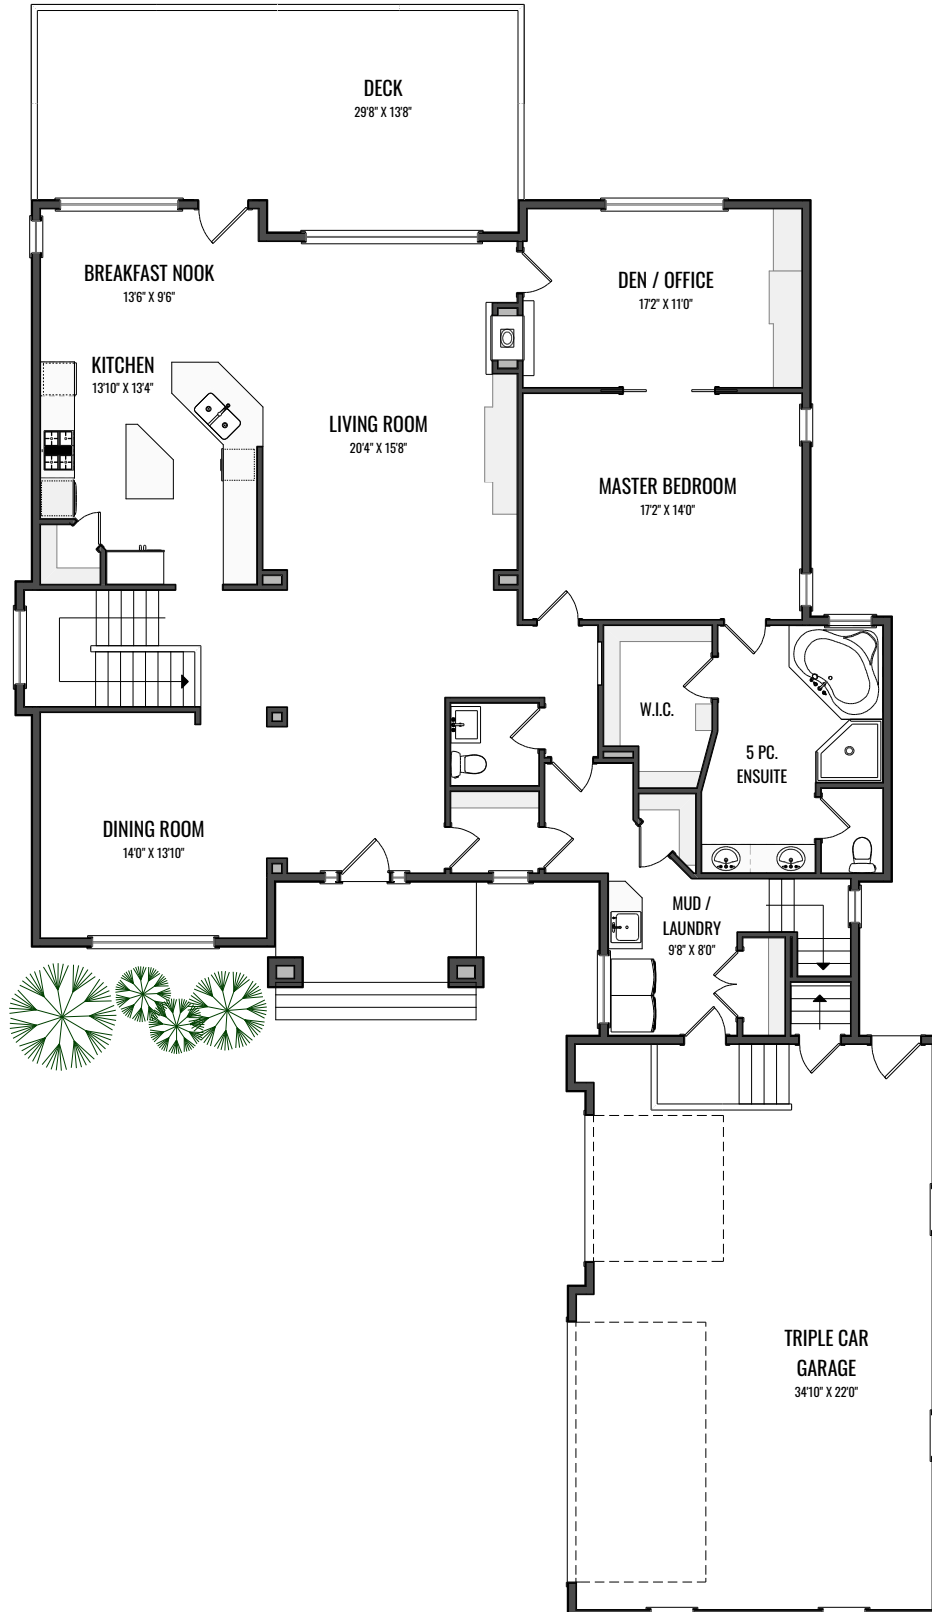 DECK
29'8" X 13'8"
BREAKFAST NOOK
13'6" X 9'6"
DEN / OFFICE
17'2" X 11'0"
KITCHEN
13'10" X 13'4"
LIVING ROOM
20'4" X 15'8"
MASTER BEDROOM
17'2" X 14'0"
W.I.C.
5 PC.
ENSUITE
DINING ROOM
14'0" X 13'10"
MUD /
LAUNDRY
9'8" X 8'0"
TRIPLE CAR
GARAGE
34'10" X 22'0"